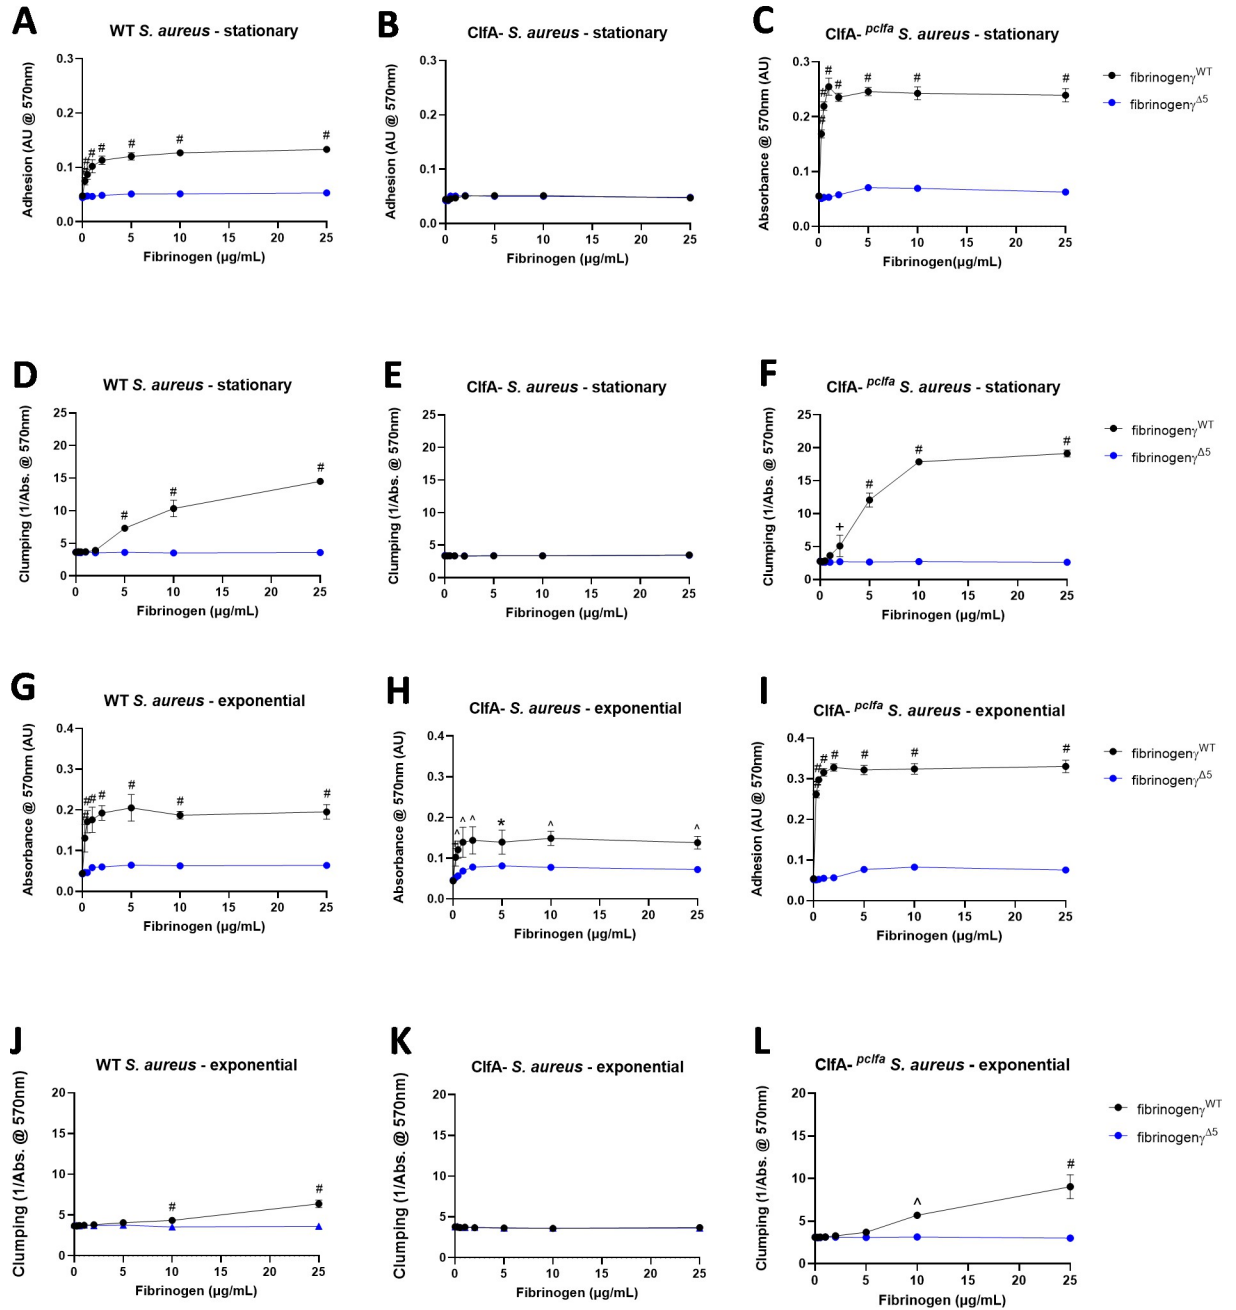 A
WT S. aureus - stationary
Adhesion (AU @ 570nm)
0.3
0.2
0.1
0.0
# # # # # # # #
0 5 10 15 20 25
Fibrinogen (µg/mL)
B
ClfA- S. aureus - stationary
Adhesion (AU @ 570nm)
0.3
0.2
0.1
0.0
0 5 10 15 20 25
Fibrinogen (µg/mL)
C
ClfA- pclfa S. aureus - stationary
Absorbance @ 570nm (AU)
0.3
0.2
0.1
0.0
# # # # # # #
0 5 10 15 20 25
Fibrinogen(µg/mL)
fibrinogenγWT
fibrinogenγΔ5
D
WT S. aureus - stationary
Clumping (1/Abs. @ 570nm)
25
20
15
10
5
0
# # #
0 5 10 15 20 25
Fibrinogen (µg/mL)
E
ClfA- S. aureus - stationary
Clumping (1/Abs. @ 570nm)
25
20
15
10
5
0
0 5 10 15 20 25
Fibrinogen (µg/mL)
F
ClfA- pclfa S. aureus - stationary
Clumping (1/Abs. @ 570nm)
25
20
15
10
5
0
+ # # #
0 5 10 15 20 25
Fibrinogen (µg/mL)
fibrinogenγWT
fibrinogenγΔ5
G
WT S. aureus - exponential
Absorbance @ 570nm (AU)
0.4
0.3
0.2
0.1
0.0
# # # # # # #
0 5 10 15 20 25
Fibrinogen (µg/mL)
H
ClfA- S. aureus - exponential
Absorbance @ 570nm (AU)
0.4
0.3
0.2
0.1
0.0
^ ^ ^ * ^ ^
0 5 10 15 20 25
Fibrinogen (µg/mL)
I
ClfA- pclfa S. aureus - exponential
Adhesion (AU @ 570nm)
0.4
0.3
0.2
0.1
0.0
# # # # # # #
0 5 10 15 20 25
Fibrinogen (µg/mL)
fibrinogenγWT
fibrinogenγΔ5
J
WT S. aureus - exponential
Clumping (1/Abs. @ 570nm)
20
15
10
5
0
# #
0 5 10 15 20 25
Fibrinogen (µg/mL)
K
ClfA- S. aureus - exponential
Clumping (1/Abs. @ 570nm)
20
15
10
5
0
0 5 10 15 20 25
Fibrinogen (µg/mL)
L
ClfA- pclfa S. aureus - exponential
Clumping (1/Abs. @ 570nm)
20
15
10
5
0
^ #
0 5 10 15 20 25
Fibrinogen (µg/mL)
fibrinogenγWT
fibrinogenγΔ5